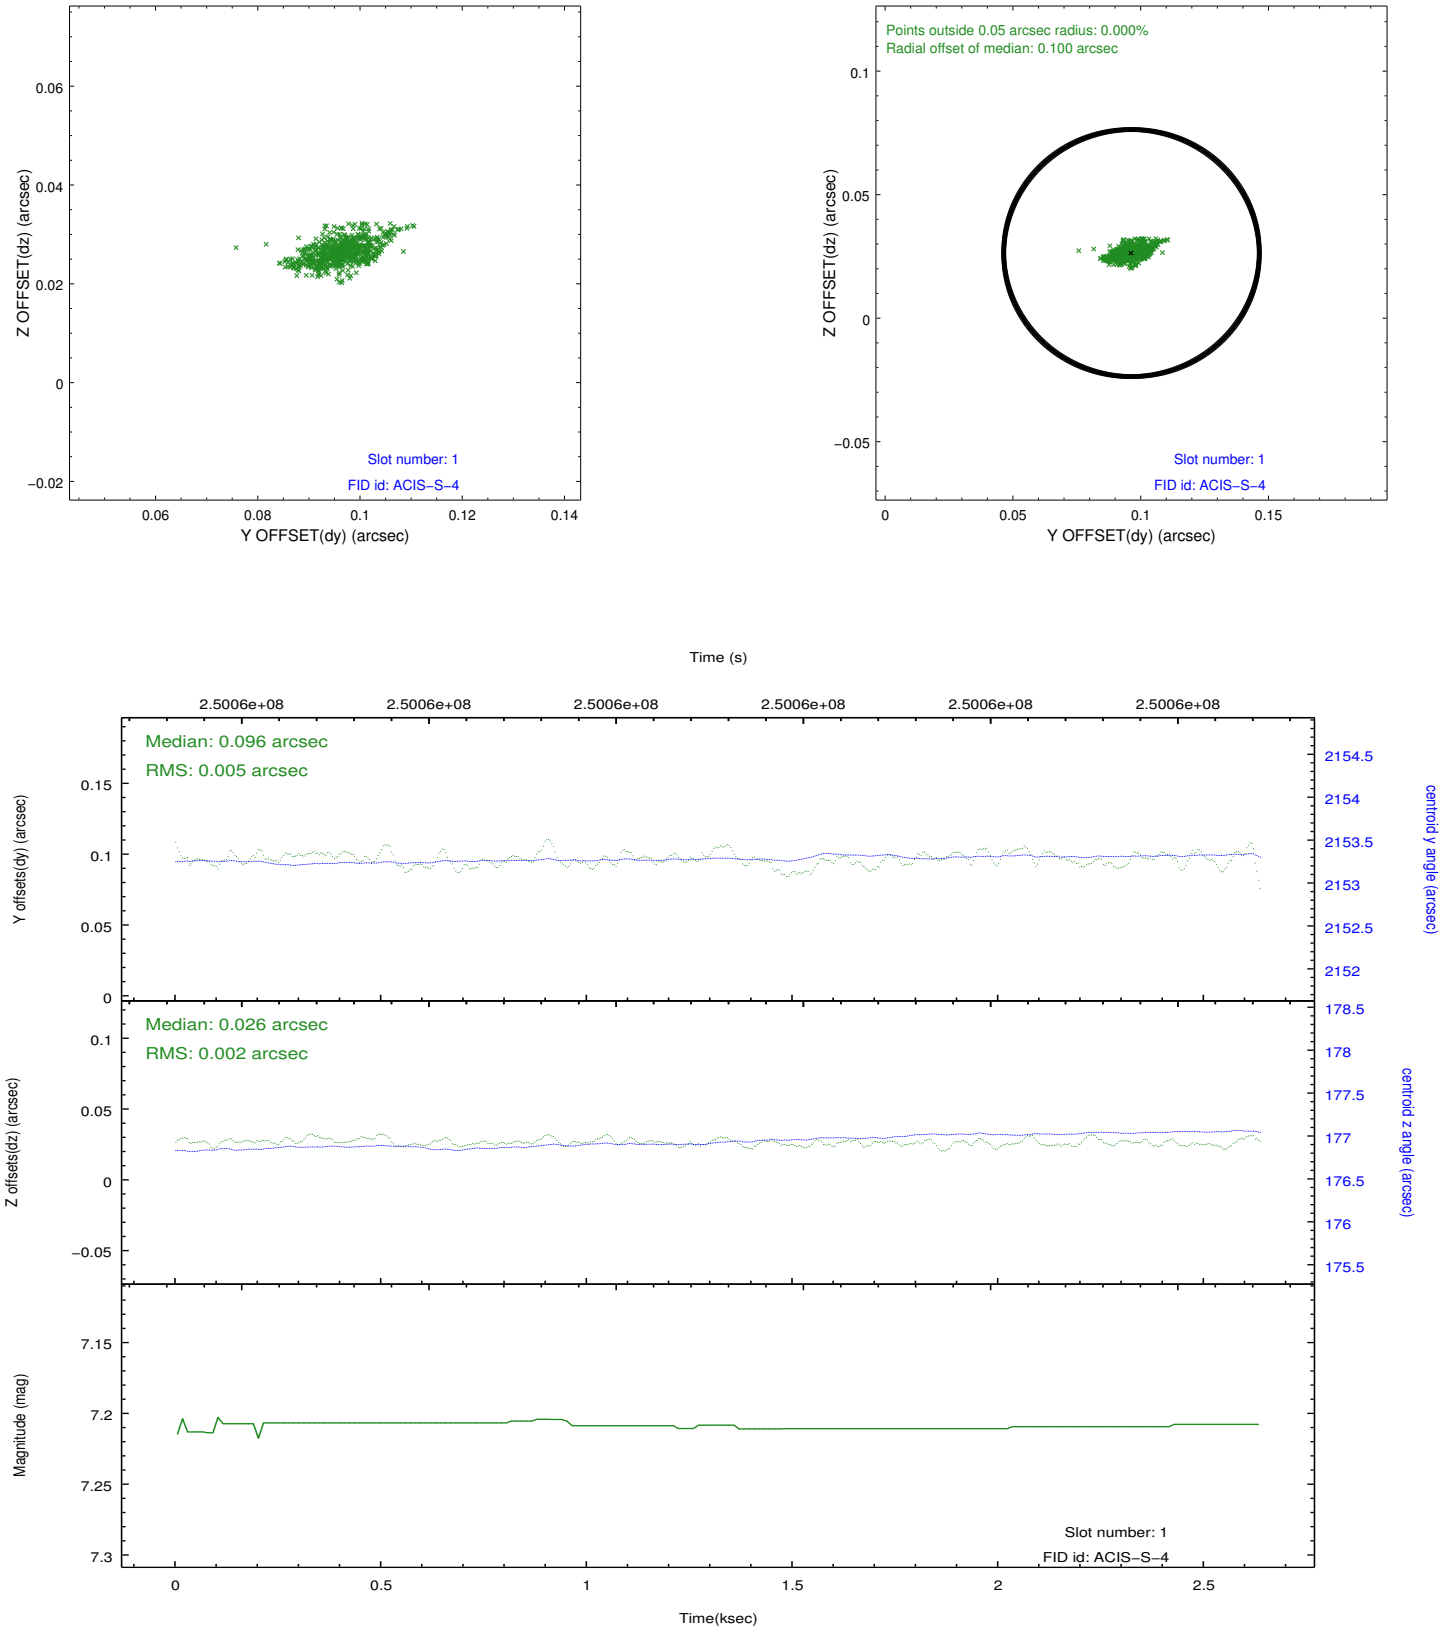 0.06
0.04
0.02
0
−0.02
Z OFFSET(dz) (arcsec)
Slot number: 1
FID id: ACIS−S−4
0.06 0.08 0.1 0.12 0.14
Y OFFSET(dy) (arcsec)
Points outside 0.05 arcsec radius: 0.000%
Radial offset of median: 0.100 arcsec
0.1
0.05
0
−0.05
Z OFFSET(dz) (arcsec)
Slot number: 1
FID id: ACIS−S−4
0 0.05 0.1 0.15
Y OFFSET(dy) (arcsec)
Time (s)
2.5006e+08 2.5006e+08 2.5006e+08 2.5006e+08 2.5006e+08 2.5006e+08
Median: 0.096 arcsec
RMS: 0.005 arcsec
0.15
0.1
0.05
0
Y offsets(dy) (arcsec)
2154.5
2154
2153.5
2153
2152.5
2152
centroid y angle (arcsec)
Median: 0.026 arcsec
RMS: 0.002 arcsec
0.1
0.05
0
−0.05
Z offsets(dz) (arcsec)
178.5
178
177.5
177
176.5
176
175.5
centroid z angle (arcsec)
7.15
7.2
7.25
7.3
Magnitude (mag)
Slot number: 1
FID id: ACIS−S−4
0 0.5 1 1.5 2 2.5
Time(ksec)